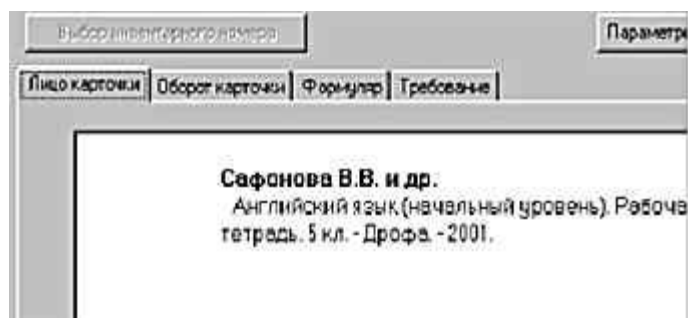 Выбор инвентарного номера
Параметры
Лицо карточки Оборот карточки Формуляр Требование
Сафонова В.В. и др.
Английский язык (начальный уровень). Рабоча
тетрадь. 5 кл. - Дрофа. - 2001.